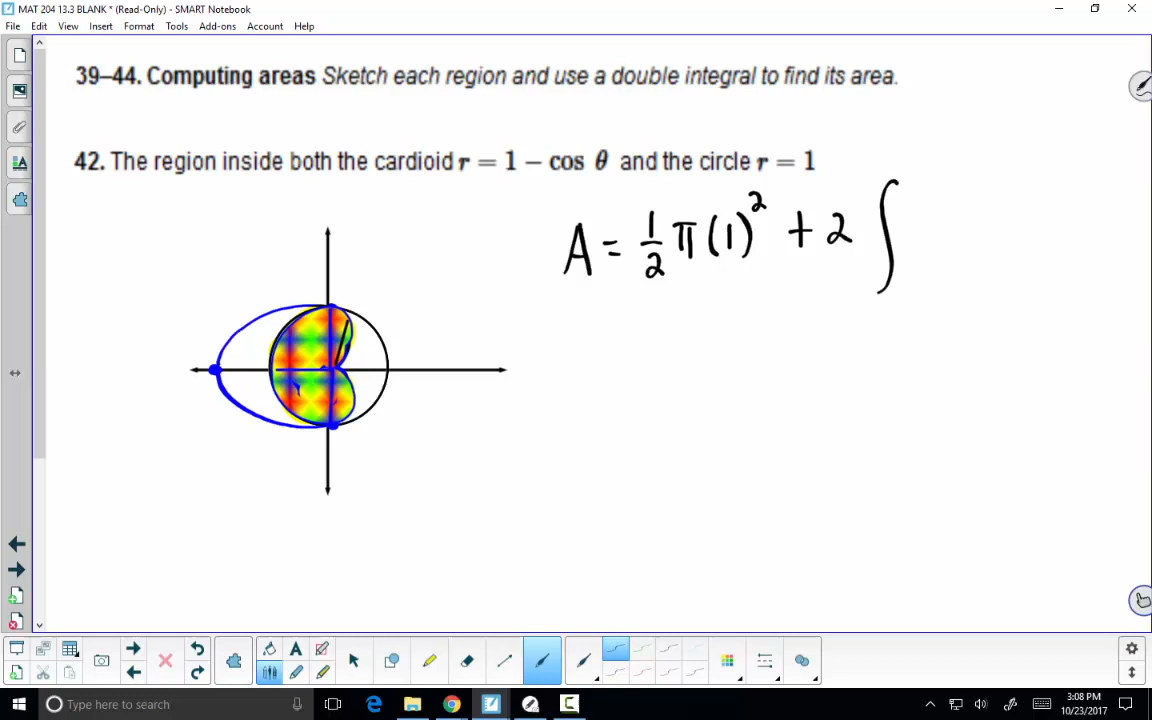 MAT 204 13.3 BLANK * (Read-Only) - SMART Notebook
File Edit View Insert Format Tools Add-ons Account Help
39–44. Computing areas Sketch each region and use a double integral to find its area.
42. The region inside both the cardioid r = 1 − cos θ and the circle r = 1
A = 1/2 π(1)² + 2 ∫
Type here to search
3:08 PM
10/23/2017